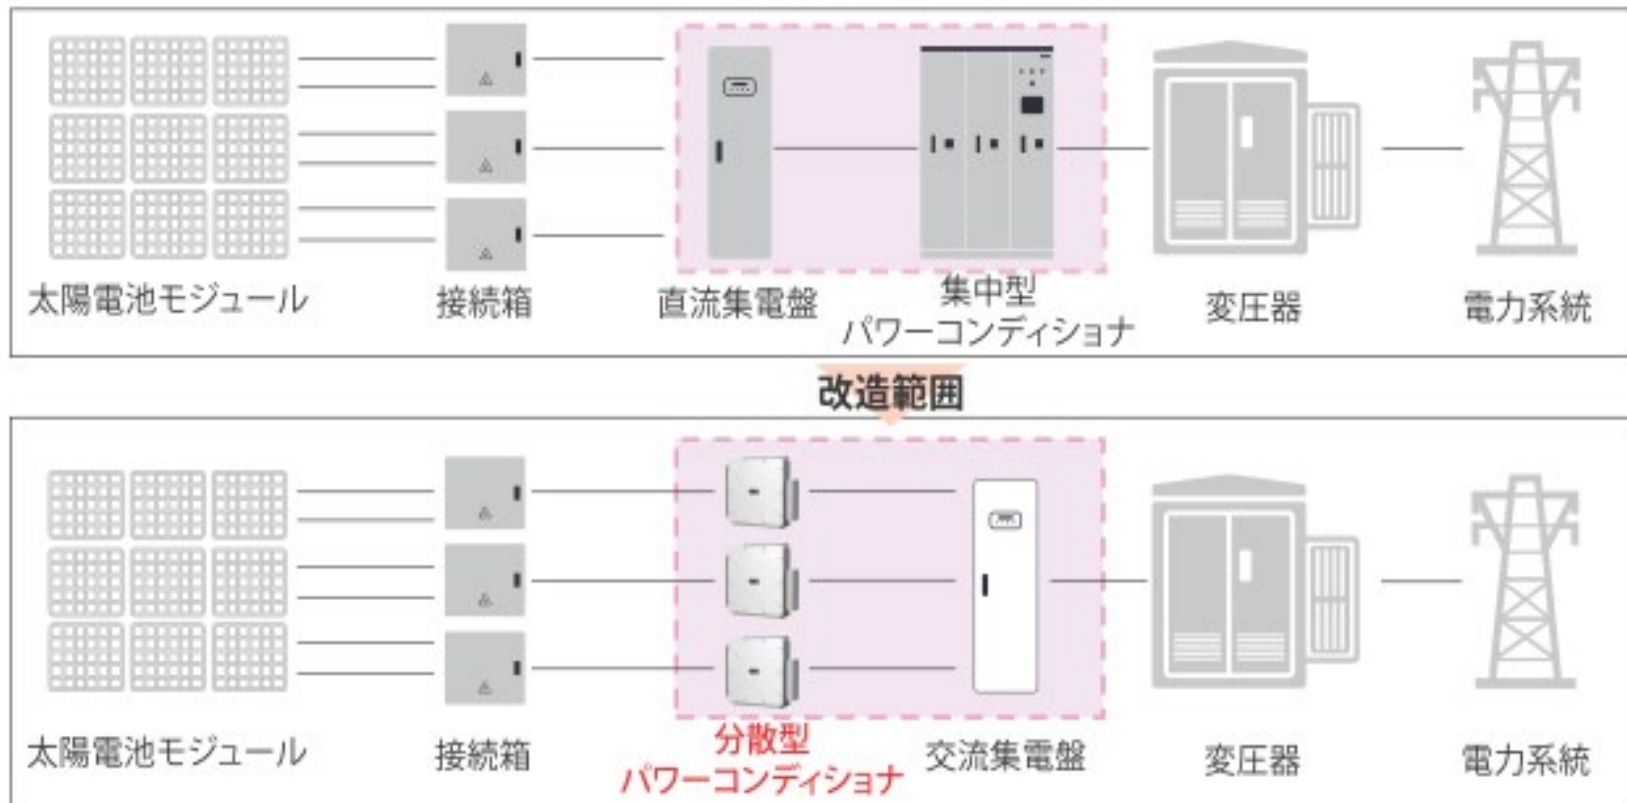 太陽電池モジュール
接続箱
直流集電盤
集中型
パワーコンディショナ
変圧器
電力系統
改造範囲
太陽電池モジュール
接続箱
分散型
パワーコンディショナ
交流集電盤
変圧器
電力系統